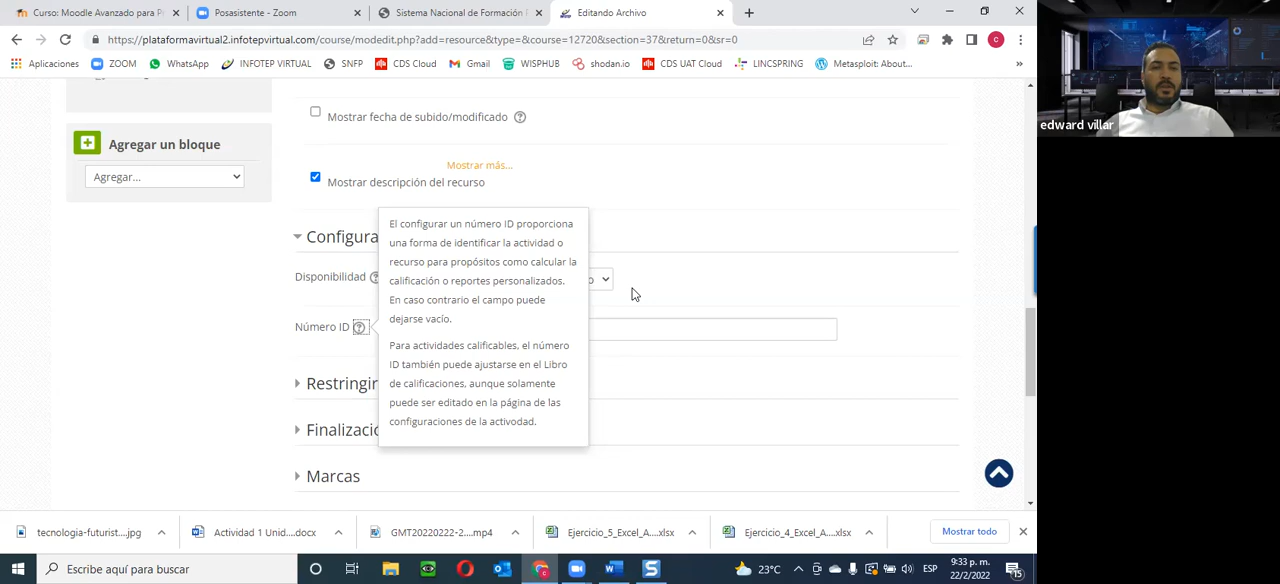 Curso: Moodle Avanzado para P
Posasistente - Zoom
Sistema Nacional de Formación P
Editando Archivo
https://plataformavirtual2.infotepvirtual.com/course/modedit.php?add=resource&type=&course=12720&section=37&return=0&sr=0
Aplicaciones
ZOOM
WhatsApp
INFOTEP VIRTUAL
SNFP
CDS Cloud
Gmail
WISPHUB
shodan.io
CDS UAT Cloud
LINCSPRING
Metasploit: About...
»
edward villar
Mostrar fecha de subido/modificado
Agregar un bloque
Agregar...
Mostrar más...
Mostrar descripción del recurso
Configura
Disponibilidad
o
Número ID
El configurar un número ID proporciona
una forma de identificar la actividad o
recurso para propósitos como calcular la
calificación o reportes personalizados.
En caso contrario el campo puede
dejarse vacío.
Para actividades calificables, el número
ID también puede ajustarse en el Libro
de calificaciones, aunque solamente
puede ser editado en la página de las
configuraciones de la activodad.
Restringir
Finalizació
Marcas
tecnologia-futurist....jpg
Actividad 1 Unid....docx
GMT20220222-2....mp4
Ejercicio_5_Excel_A....xlsx
Ejercicio_4_Excel_A....xlsx
Mostrar todo
Escribe aquí para buscar
23°C
ESP
9:33 p. m.
22/2/2022
15